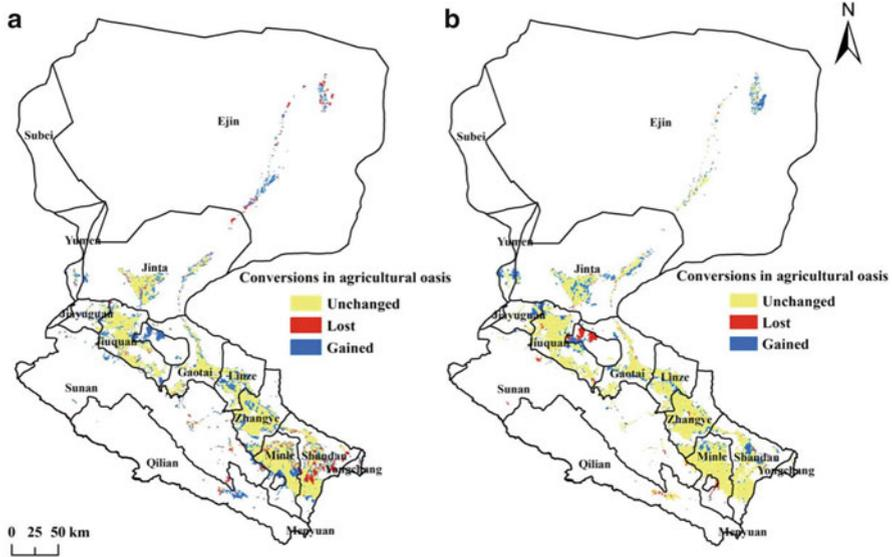 a
Ejin
Subei
Yumen
Jinta
Conversions in agricultural oasis
Unchanged
Lost
Gained
Jiayuguan
Jiuquan
Gaotai
Linze
Sunan
Zhangye
Minle
Shandan
Yongchang
Qilian
Menyuan
0 25 50 km
b
N
Ejin
Subei
Yumen
Jinta
Conversions in agricultural oasis
Unchanged
Lost
Gained
Jiayuguan
Jiuquan
Gaotai
Linze
Sunan
Zhangye
Minle
Shandan
Yongchang
Qilian
Menyuan